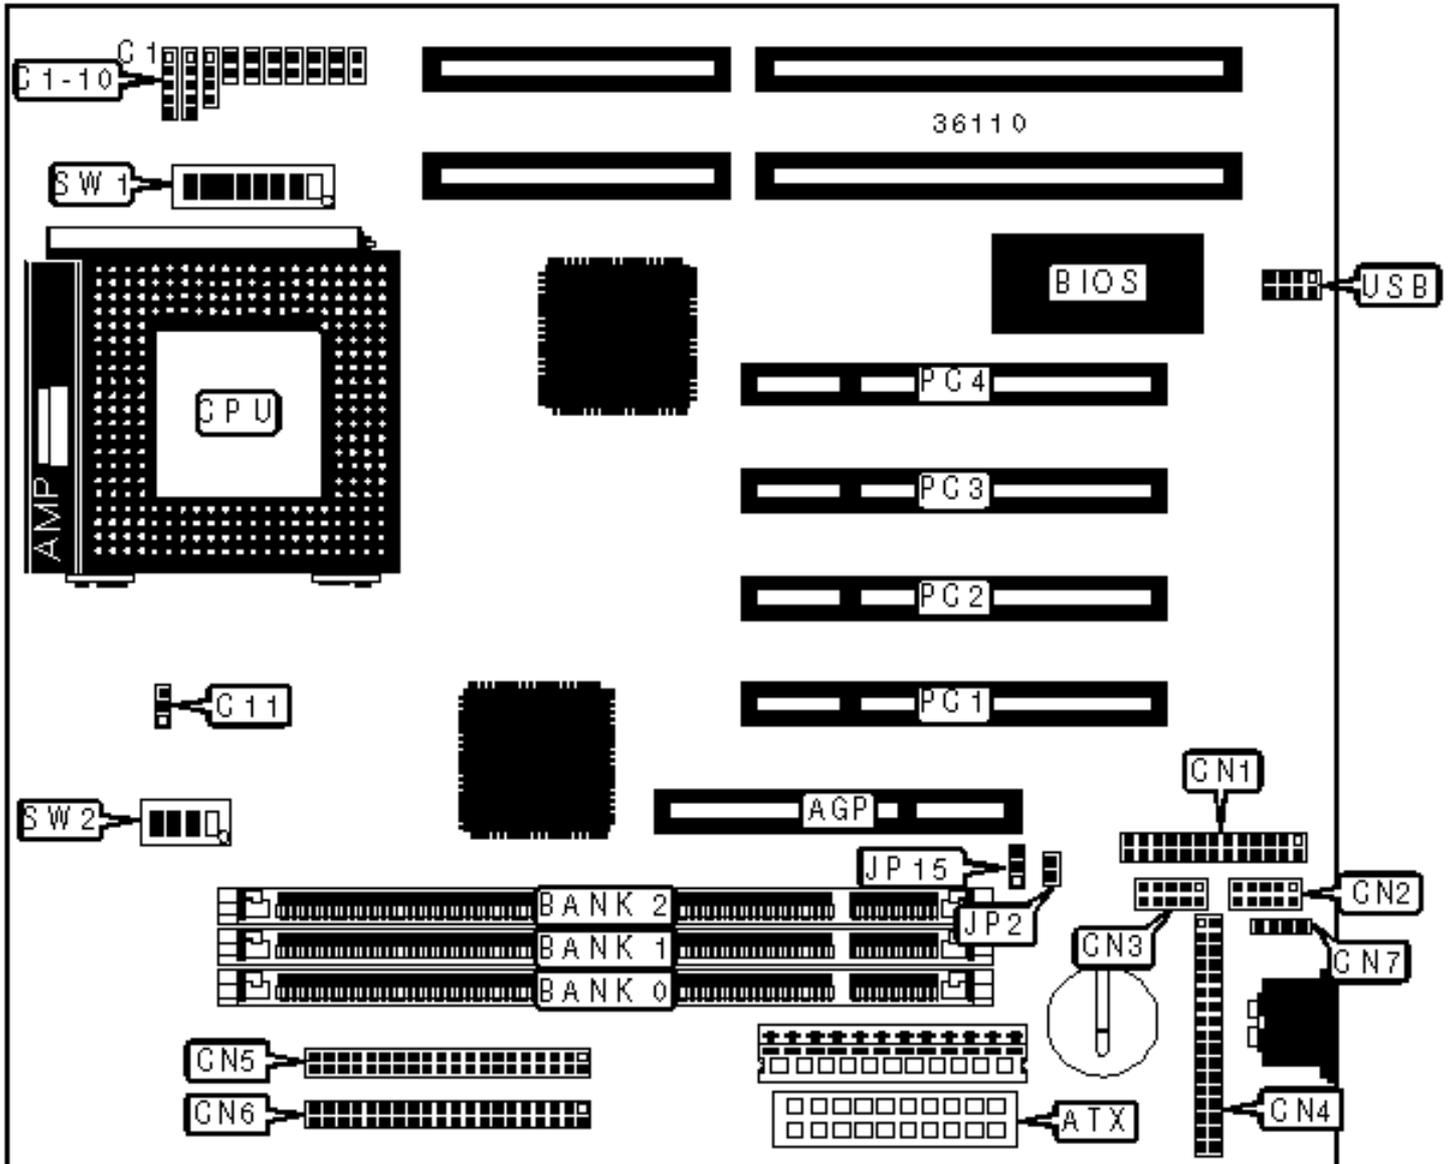 C1
C1-10
36110
SW1
BIOS
USB
PC4
CPU
PC3
AMP
PC2
C11
PC1
CN1
SW2
AGP
JP15
CN2
BANK 2
JP2
CN3
BANK 1
CN7
BANK 0
CN5
CN6
ATX
CN4